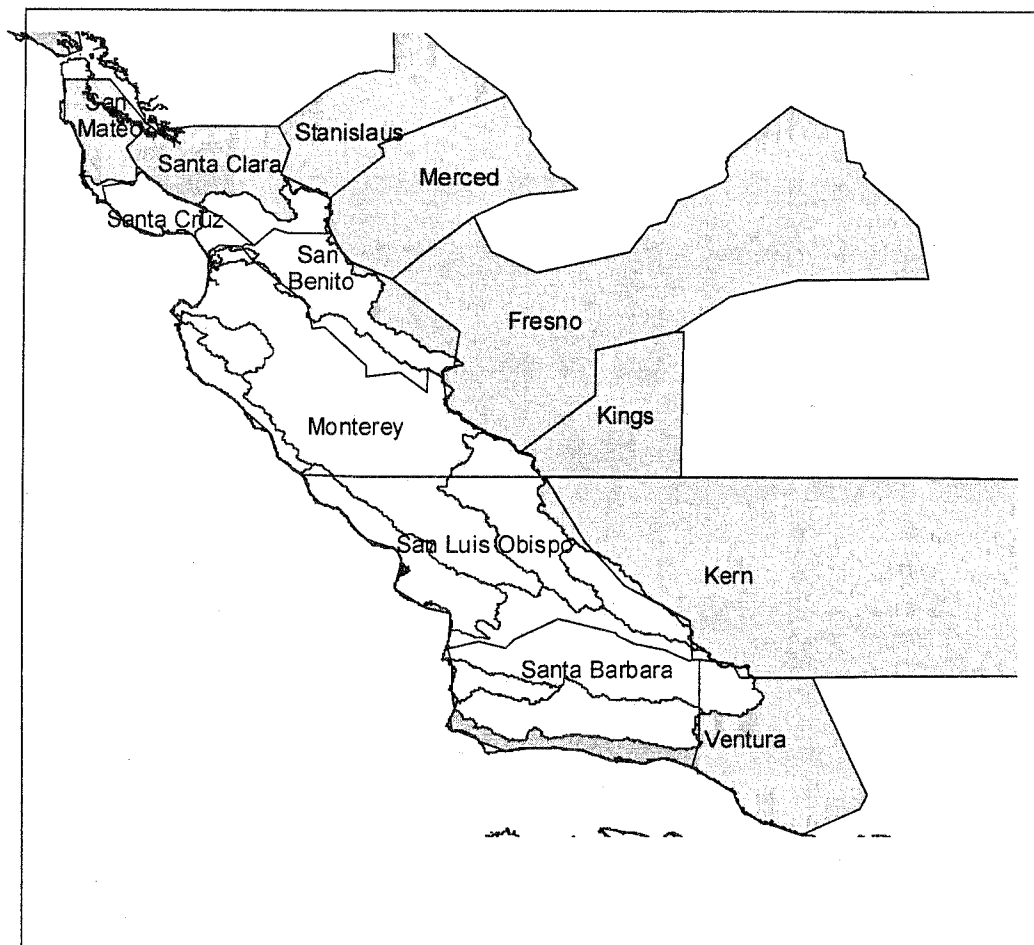 San
Mateo
Stanislaus
Santa Clara
Merced
Santa Cruz
San
Benito
Fresno
Kings
Monterey
San Luis Obispo
Kern
Santa Barbara
Ventura